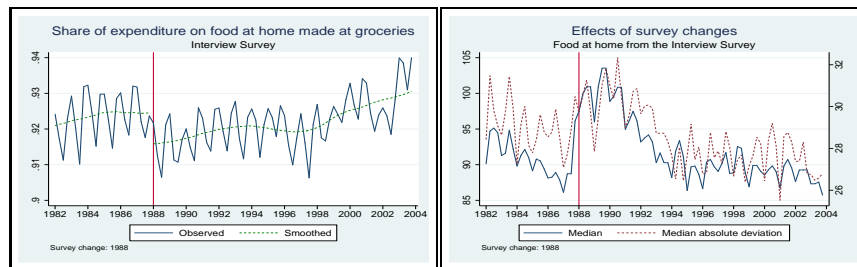 Share of expenditure on food at home made at groceries
Interview Survey
.94
.93
.92
.91
.9
1982 1984 1986 1988 1990 1992 1994 1996 1998 2000 2002 2004
Observed Smoothed
Survey change: 1988
Effects of survey changes
Food at home from the Interview Survey
105
100
95
90
85
32
30
28
26
1982 1984 1986 1988 1990 1992 1994 1996 1998 2000 2002 2004
Median Median absolute deviation
Survey change: 1988